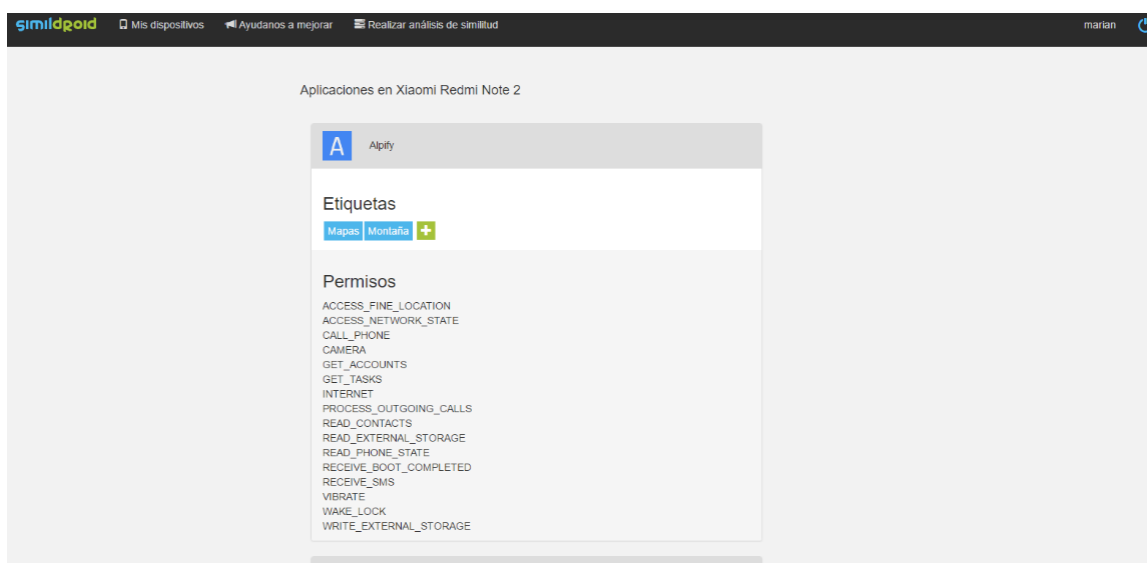 simildroid Mis dispositivos Ayudanos a mejorar Realizar análisis de similitud marian
Aplicaciones en Xiaomi Redmi Note 2
A Alpify
Etiquetas
Mapas Montaña
Permisos
ACCESS_FINE_LOCATION
ACCESS_NETWORK_STATE
CALL_PHONE
CAMERA
GET_ACCOUNTS
GET_TASKS
INTERNET
PROCESS_OUTGOING_CALLS
READ_CONTACTS
READ_EXTERNAL_STORAGE
READ_PHONE_STATE
RECEIVE_BOOT_COMPLETED
RECEIVE_SMS
VIBRATE
WAKE_LOCK
WRITE_EXTERNAL_STORAGE